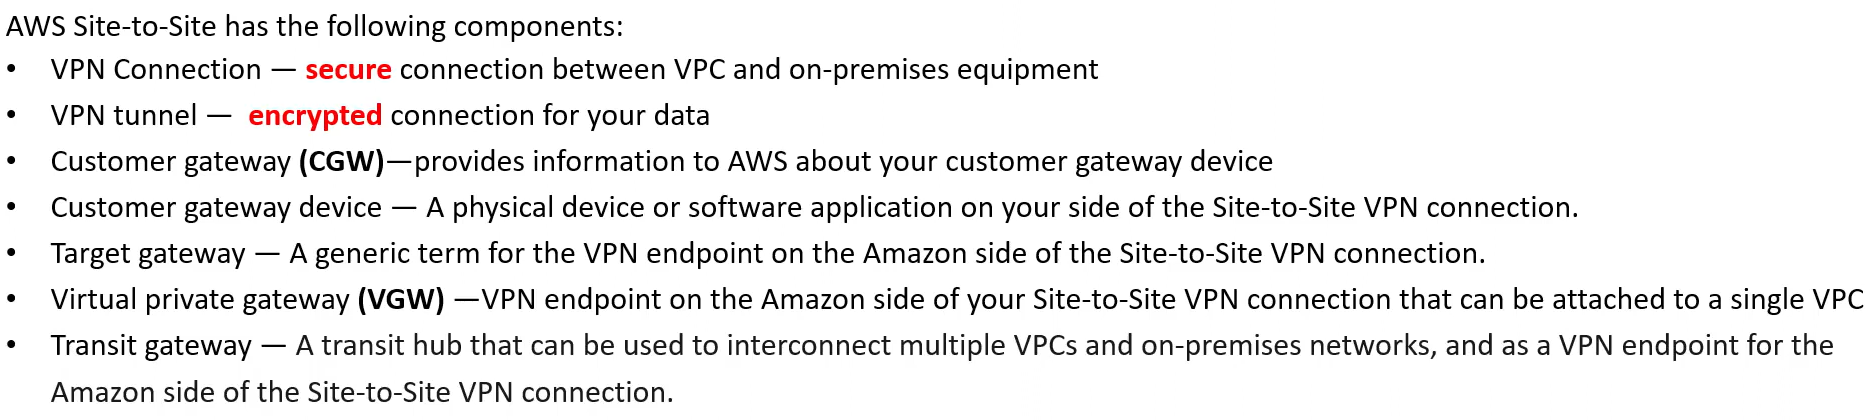 AWS Site-to-Site has the following components:
• VPN Connection — secure connection between VPC and on-premises equipment
• VPN tunnel — encrypted connection for your data
• Customer gateway (CGW)—provides information to AWS about your customer gateway device
• Customer gateway device — A physical device or software application on your side of the Site-to-Site VPN connection.
• Target gateway — A generic term for the VPN endpoint on the Amazon side of the Site-to-Site VPN connection.
• Virtual private gateway (VGW) —VPN endpoint on the Amazon side of your Site-to-Site VPN connection that can be attached to a single VPC
• Transit gateway — A transit hub that can be used to interconnect multiple VPCs and on-premises networks, and as a VPN endpoint for the
Amazon side of the Site-to-Site VPN connection.